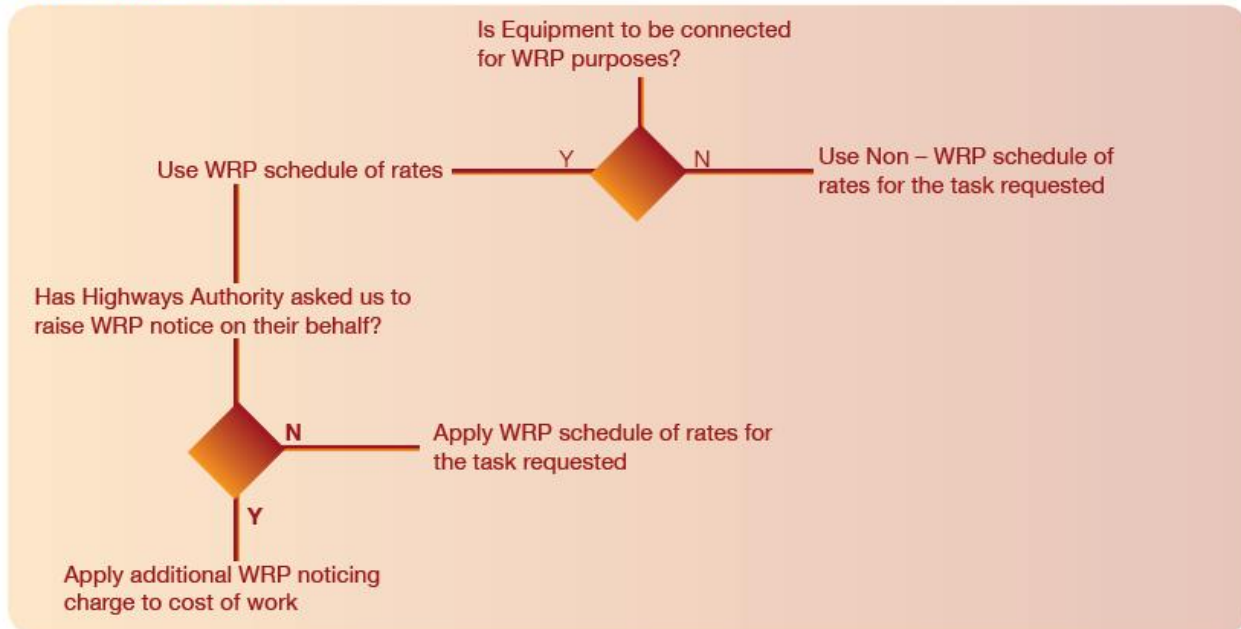 Is Equipment to be connected
for WRP purposes?
Y
N
Use WRP schedule of rates
Use Non – WRP schedule of
rates for the task requested
Has Highways Authority asked us to
raise WRP notice on their behalf?
N
Apply WRP schedule of rates for
the task requested
Y
Apply additional WRP noticing
charge to cost of work